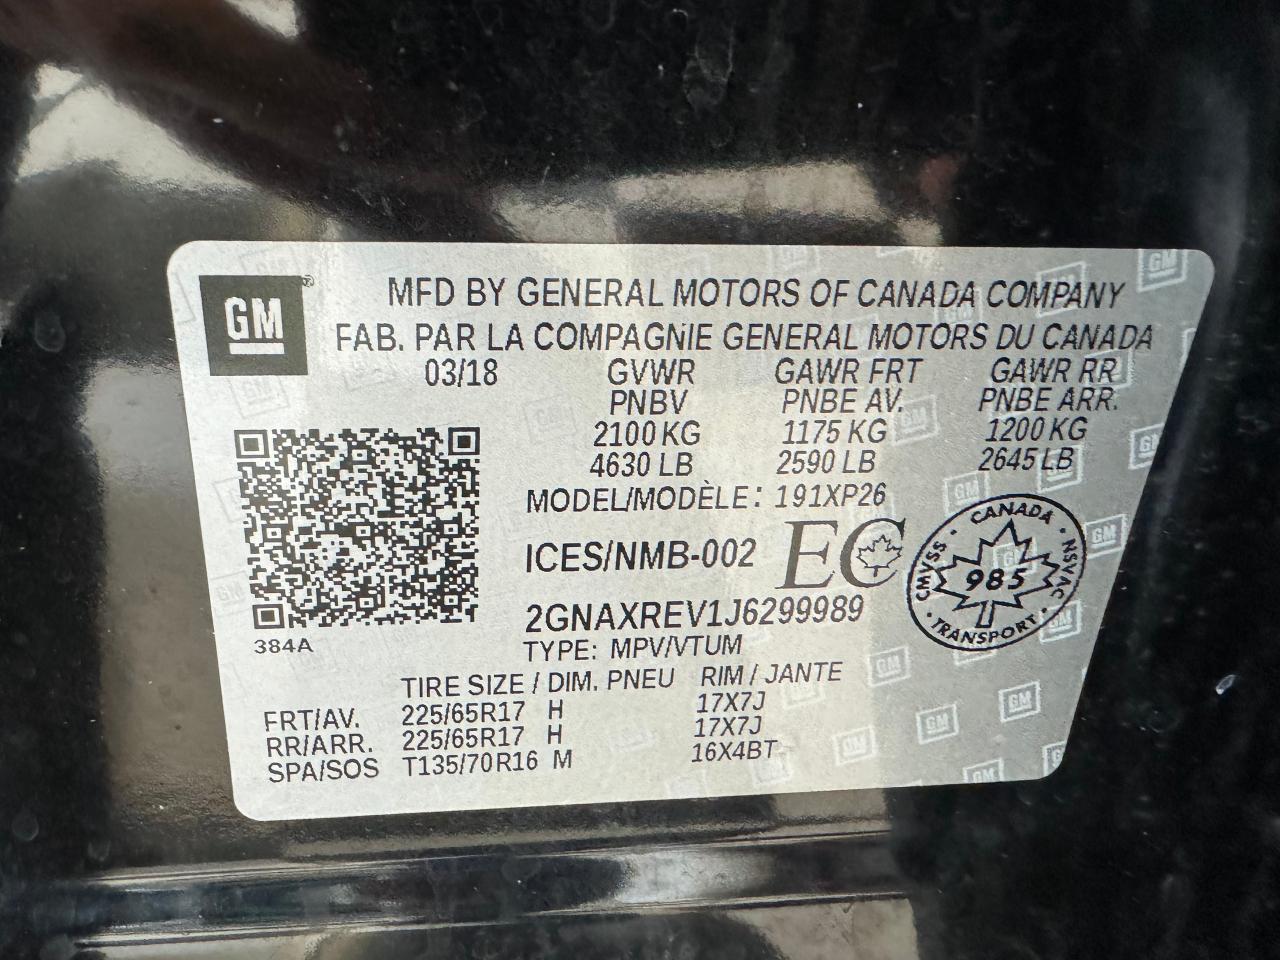 GM®
MFD BY GENERAL MOTORS OF CANADA COMPANY
FAB. PAR LA COMPAGNIE GENERAL MOTORS DU CANADA
03/18 GVWR GAWR FRT GAWR RR
PNBV PNBE AV. PNBE ARR.
2100 KG 1175 KG 1200 KG
4630 LB 2590 LB 2645 LB
MODEL/MODÈLE: 191XP26
ICES/NMB-002 EC
CANADA
CMVSS 985 NSVAC
TRANSPORT
2GNAXREV1J6299989
384A
TYPE: MPV/VTUM
TIRE SIZE / DIM. PNEU RIM / JANTE
FRT/AV. 225/65R17 H 17X7J
RR/ARR. 225/65R17 H 17X7J
SPA/SOS T135/70R16 M 16X4BT